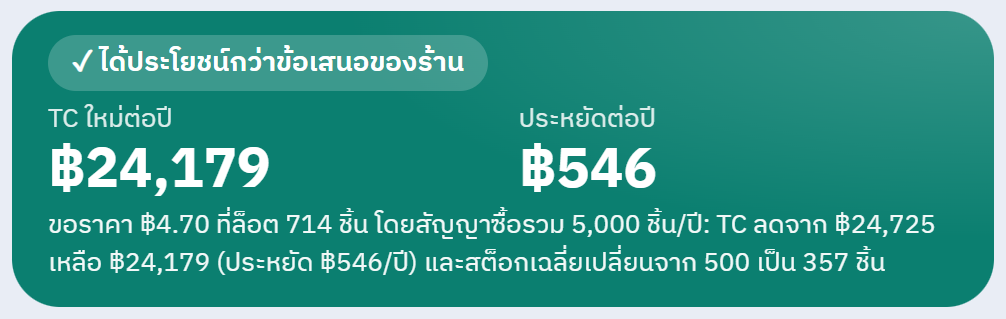 ✓ ได้ประโยชน์กว่าข้อเสนอของร้าน
TC ใหม่ต่อปี
฿24,179
ประหยัดต่อปี
฿546
ขอราคา ฿4.70 ที่ล็อต 714 ชิ้น โดยสัญญาซื้อรวม 5,000 ชิ้น/ปี: TC ลดจาก ฿24,725
เหลือ ฿24,179 (ประหยัด ฿546/ปี) และสต็อกเฉลี่ยเปลี่ยนจาก 500 เป็น 357 ชิ้น